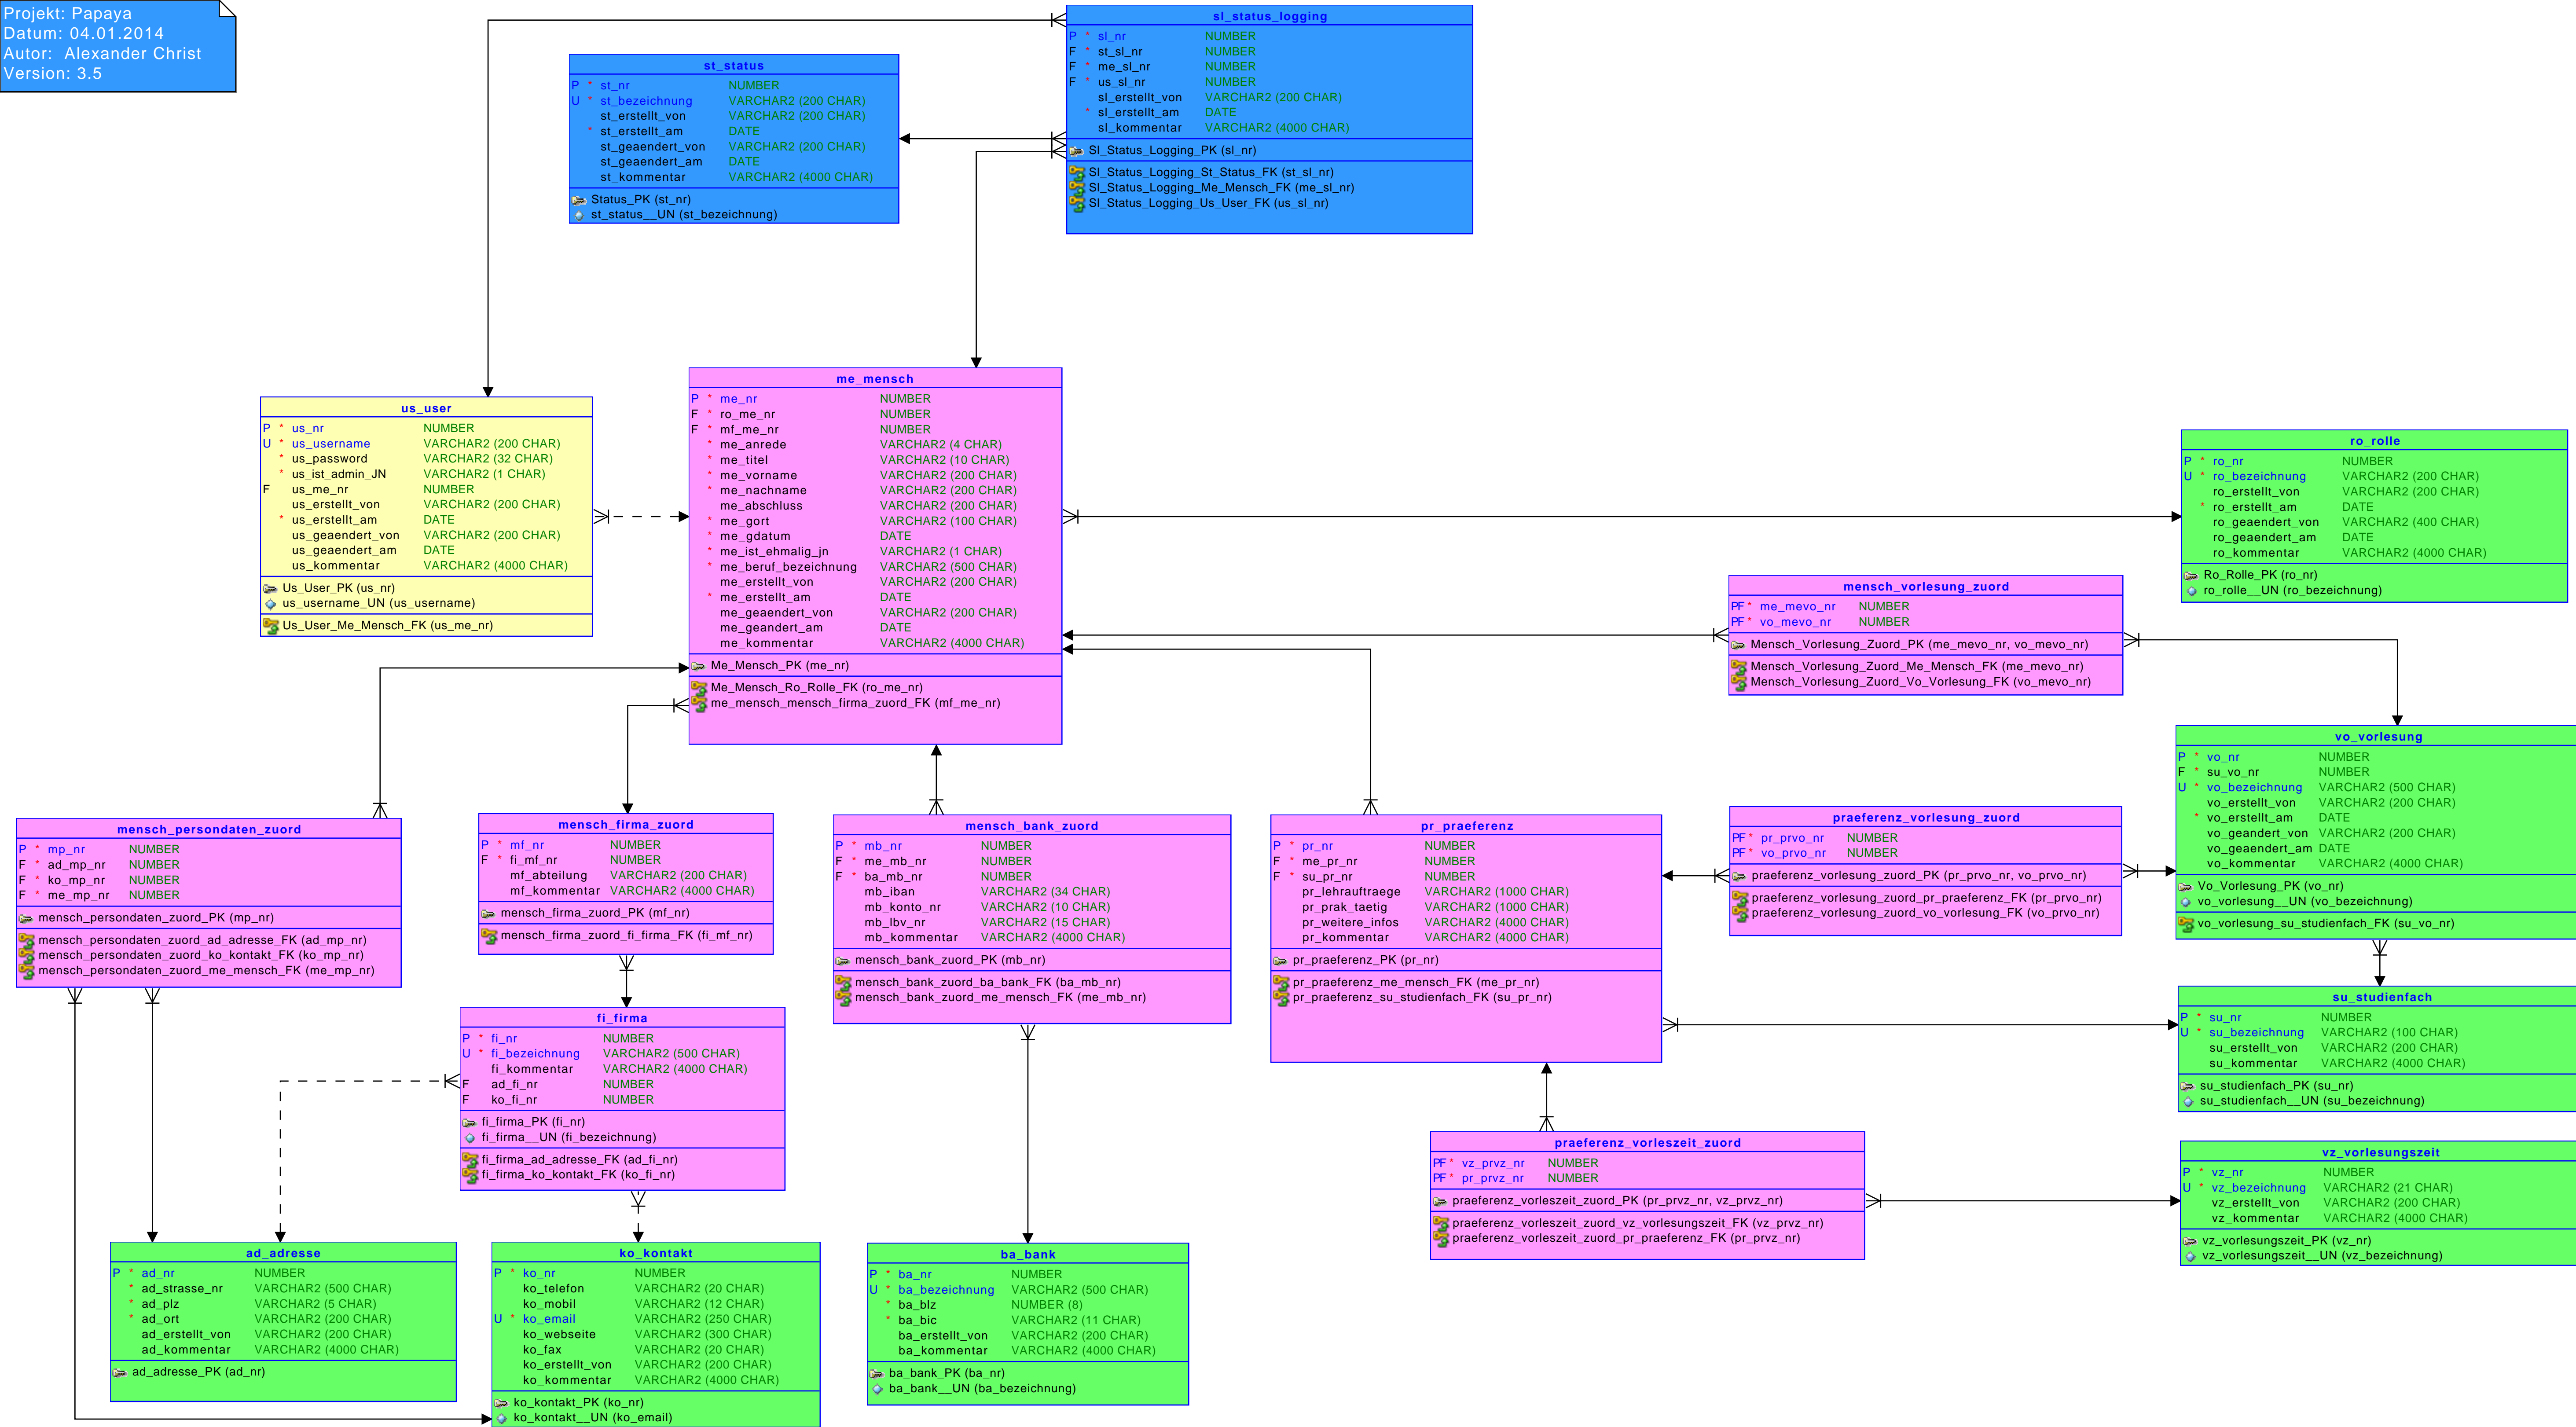 Projekt: Papaya
Datum: 04.01.2014
Autor: Alexander Christ
Version: 3.5
sl_status_logging
P * sl_nr NUMBER
F * st_sl_nr NUMBER
F * me_sl_nr NUMBER
F * us_sl_nr NUMBER
sl_erstellt_von VARCHAR2 (200 CHAR)
* sl_erstellt_am DATE
sl_kommentar VARCHAR2 (4000 CHAR)
Sl_Status_Logging_PK (sl_nr)
Sl_Status_Logging_St_Status_FK (st_sl_nr)
Sl_Status_Logging_Me_Mensch_FK (me_sl_nr)
Sl_Status_Logging_Us_User_FK (us_sl_nr)
st_status
P * st_nr NUMBER
U * st_bezeichnung VARCHAR2 (200 CHAR)
st_erstellt_von VARCHAR2 (200 CHAR)
* st_erstellt_am DATE
st_geaendert_von VARCHAR2 (200 CHAR)
st_geaendert_am DATE
st_kommentar VARCHAR2 (4000 CHAR)
Status_PK (st_nr)
st_status__UN (st_bezeichnung)
us_user
P * us_nr NUMBER
U * us_username VARCHAR2 (200 CHAR)
* us_password VARCHAR2 (32 CHAR)
* us_ist_admin_JN VARCHAR2 (1 CHAR)
F us_me_nr NUMBER
us_erstellt_von VARCHAR2 (200 CHAR)
* us_erstellt_am DATE
us_geaendert_von VARCHAR2 (200 CHAR)
us_geaendert_am DATE
us_kommentar VARCHAR2 (4000 CHAR)
Us_User_PK (us_nr)
us_username_UN (us_username)
Us_User_Me_Mensch_FK (us_me_nr)
me_mensch
P * me_nr NUMBER
F * ro_me_nr NUMBER
F * mf_me_nr NUMBER
* me_anrede VARCHAR2 (4 CHAR)
* me_titel VARCHAR2 (10 CHAR)
* me_vorname VARCHAR2 (200 CHAR)
* me_nachname VARCHAR2 (200 CHAR)
me_abschluss VARCHAR2 (200 CHAR)
* me_gort VARCHAR2 (100 CHAR)
* me_gdatum DATE
* me_ist_ehmalig_jn VARCHAR2 (1 CHAR)
* me_beruf_bezeichnung VARCHAR2 (500 CHAR)
me_erstellt_von VARCHAR2 (200 CHAR)
* me_erstellt_am DATE
me_geaendert_von VARCHAR2 (200 CHAR)
me_geandert_am DATE
me_kommentar VARCHAR2 (4000 CHAR)
Me_Mensch_PK (me_nr)
Me_Mensch_Ro_Rolle_FK (ro_me_nr)
me_mensch_mensch_firma_zuord_FK (mf_me_nr)
ro_rolle
P * ro_nr NUMBER
U * ro_bezeichnung VARCHAR2 (200 CHAR)
ro_erstellt_von VARCHAR2 (200 CHAR)
* ro_erstellt_am DATE
ro_geaendert_von VARCHAR2 (400 CHAR)
ro_geaendert_am DATE
ro_kommentar VARCHAR2 (4000 CHAR)
Ro_Rolle_PK (ro_nr)
ro_rolle__UN (ro_bezeichnung)
mensch_vorlesung_zuord
PF * me_mevo_nr NUMBER
PF * vo_mevo_nr NUMBER
Mensch_Vorlesung_Zuord_PK (me_mevo_nr, vo_mevo_nr)
Mensch_Vorlesung_Zuord_Me_Mensch_FK (me_mevo_nr)
Mensch_Vorlesung_Zuord_Vo_Vorlesung_FK (vo_mevo_nr)
vo_vorlesung
P * vo_nr NUMBER
F * su_vo_nr NUMBER
U * vo_bezeichnung VARCHAR2 (500 CHAR)
vo_erstellt_von VARCHAR2 (200 CHAR)
* vo_erstellt_am DATE
vo_geandert_von VARCHAR2 (200 CHAR)
vo_geaendert_am DATE
vo_kommentar VARCHAR2 (4000 CHAR)
Vo_Vorlesung_PK (vo_nr)
vo_vorlesung__UN (vo_bezeichnung)
vo_vorlesung_su_studienfach_FK (su_vo_nr)
mensch_persondaten_zuord
P * mp_nr NUMBER
F * ad_mp_nr NUMBER
F * ko_mp_nr NUMBER
F * me_mp_nr NUMBER
mensch_persondaten_zuord_PK (mp_nr)
mensch_persondaten_zuord_ad_adresse_FK (ad_mp_nr)
mensch_persondaten_zuord_ko_kontakt_FK (ko_mp_nr)
mensch_persondaten_zuord_me_mensch_FK (me_mp_nr)
mensch_firma_zuord
P * mf_nr NUMBER
F * fi_mf_nr NUMBER
mf_abteilung VARCHAR2 (200 CHAR)
mf_kommentar VARCHAR2 (4000 CHAR)
mensch_firma_zuord_PK (mf_nr)
mensch_firma_zuord_fi_firma_FK (fi_mf_nr)
mensch_bank_zuord
P * mb_nr NUMBER
F * me_mb_nr NUMBER
F * ba_mb_nr NUMBER
mb_iban VARCHAR2 (34 CHAR)
mb_konto_nr VARCHAR2 (10 CHAR)
mb_lbv_nr VARCHAR2 (15 CHAR)
mb_kommentar VARCHAR2 (4000 CHAR)
mensch_bank_zuord_PK (mb_nr)
mensch_bank_zuord_ba_bank_FK (ba_mb_nr)
mensch_bank_zuord_me_mensch_FK (me_mb_nr)
pr_praeferenz
P * pr_nr NUMBER
F * me_pr_nr NUMBER
F * su_pr_nr NUMBER
pr_lehrauftraege VARCHAR2 (1000 CHAR)
pr_prak_taetig VARCHAR2 (1000 CHAR)
pr_weitere_infos VARCHAR2 (4000 CHAR)
pr_kommentar VARCHAR2 (4000 CHAR)
pr_praeferenz_PK (pr_nr)
pr_praeferenz_me_mensch_FK (me_pr_nr)
pr_praeferenz_su_studienfach_FK (su_pr_nr)
praeferenz_vorlesung_zuord
PF * pr_prvo_nr NUMBER
PF * vo_prvo_nr NUMBER
praeferenz_vorlesung_zuord_PK (pr_prvo_nr, vo_prvo_nr)
praeferenz_vorlesung_zuord_pr_praeferenz_FK (pr_prvo_nr)
praeferenz_vorlesung_zuord_vo_vorlesung_FK (vo_prvo_nr)
su_studienfach
P * su_nr NUMBER
U * su_bezeichnung VARCHAR2 (100 CHAR)
su_erstellt_von VARCHAR2 (200 CHAR)
su_kommentar VARCHAR2 (4000 CHAR)
su_studienfach_PK (su_nr)
su_studienfach__UN (su_bezeichnung)
fi_firma
P * fi_nr NUMBER
U * fi_bezeichnung VARCHAR2 (500 CHAR)
fi_kommentar VARCHAR2 (4000 CHAR)
F ad_fi_nr NUMBER
F ko_fi_nr NUMBER
fi_firma_PK (fi_nr)
fi_firma__UN (fi_bezeichnung)
fi_firma_ad_adresse_FK (ad_fi_nr)
fi_firma_ko_kontakt_FK (ko_fi_nr)
praeferenz_vorleszeit_zuord
PF * vz_prvz_nr NUMBER
PF * pr_prvz_nr NUMBER
praeferenz_vorleszeit_zuord_PK (pr_prvz_nr, vz_prvz_nr)
praeferenz_vorleszeit_zuord_vz_vorlesungszeit_FK (vz_prvz_nr)
praeferenz_vorleszeit_zuord_pr_praeferenz_FK (pr_prvz_nr)
vz_vorlesungszeit
P * vz_nr NUMBER
U * vz_bezeichnung VARCHAR2 (21 CHAR)
vz_erstellt_von VARCHAR2 (200 CHAR)
vz_kommentar VARCHAR2 (4000 CHAR)
vz_vorlesungszeit_PK (vz_nr)
vz_vorlesungszeit__UN (vz_bezeichnung)
ad_adresse
P * ad_nr NUMBER
* ad_strasse_nr VARCHAR2 (500 CHAR)
* ad_plz VARCHAR2 (5 CHAR)
* ad_ort VARCHAR2 (200 CHAR)
ad_erstellt_von VARCHAR2 (200 CHAR)
ad_kommentar VARCHAR2 (4000 CHAR)
ad_adresse_PK (ad_nr)
ko_kontakt
P * ko_nr NUMBER
ko_telefon VARCHAR2 (20 CHAR)
ko_mobil VARCHAR2 (12 CHAR)
U * ko_email VARCHAR2 (250 CHAR)
ko_webseite VARCHAR2 (300 CHAR)
ko_fax VARCHAR2 (20 CHAR)
ko_erstellt_von VARCHAR2 (200 CHAR)
ko_kommentar VARCHAR2 (4000 CHAR)
ko_kontakt_PK (ko_nr)
ko_kontakt__UN (ko_email)
ba_bank
P * ba_nr NUMBER
U * ba_bezeichnung VARCHAR2 (500 CHAR)
* ba_blz NUMBER (8)
* ba_bic VARCHAR2 (11 CHAR)
ba_erstellt_von VARCHAR2 (200 CHAR)
ba_kommentar VARCHAR2 (4000 CHAR)
ba_bank_PK (ba_nr)
ba_bank__UN (ba_bezeichnung)